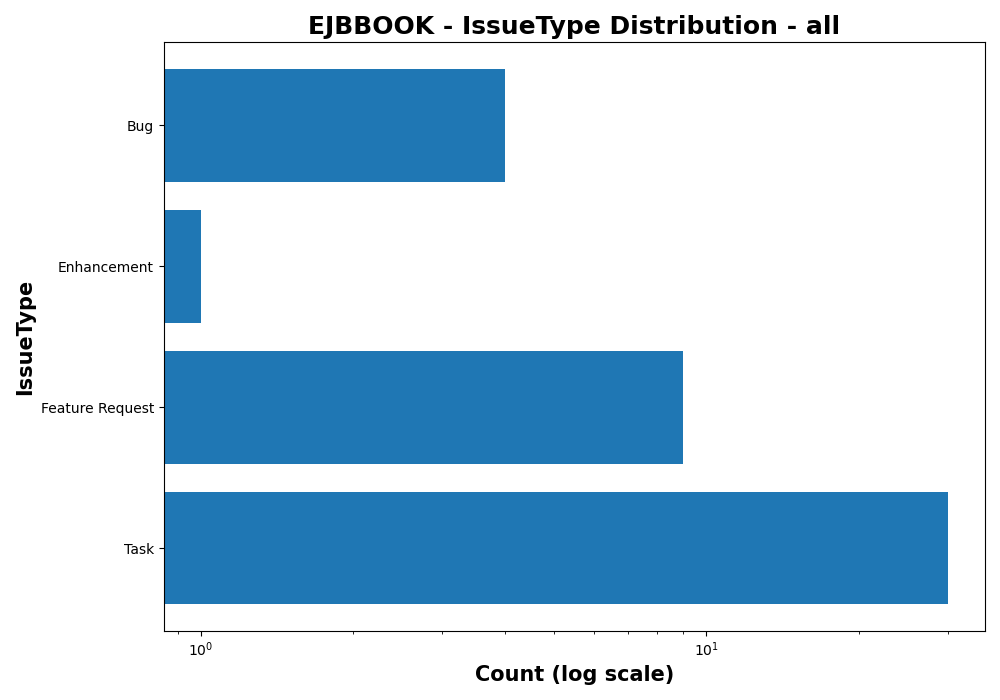 EJBBOOK - IssueType Distribution - all
IssueType
Bug
Enhancement
Feature Request
Task
10⁰
10¹
Count (log scale)